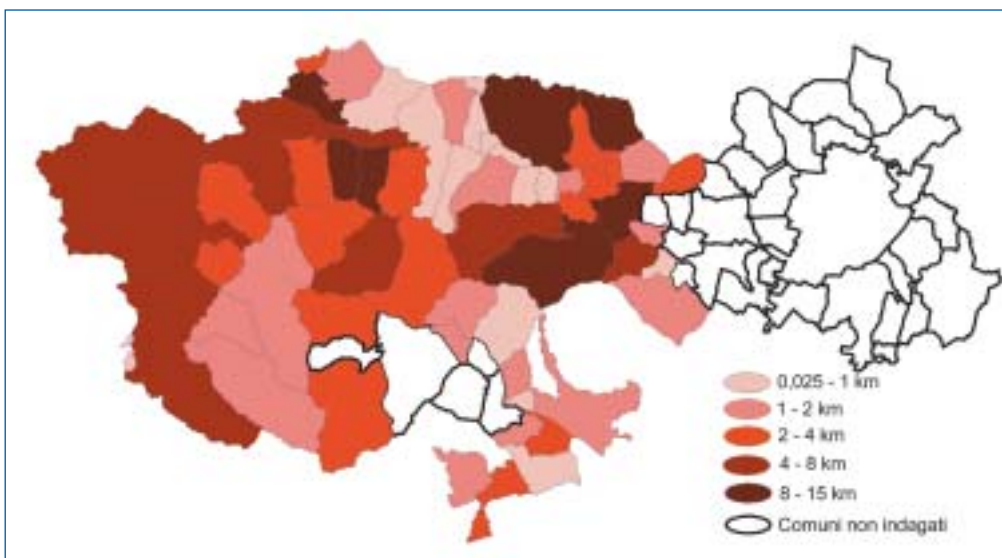 0,025 - 1 km
1 - 2 km
2 - 4 km
4 - 8 km
8 - 15 km
Comuni non indagati